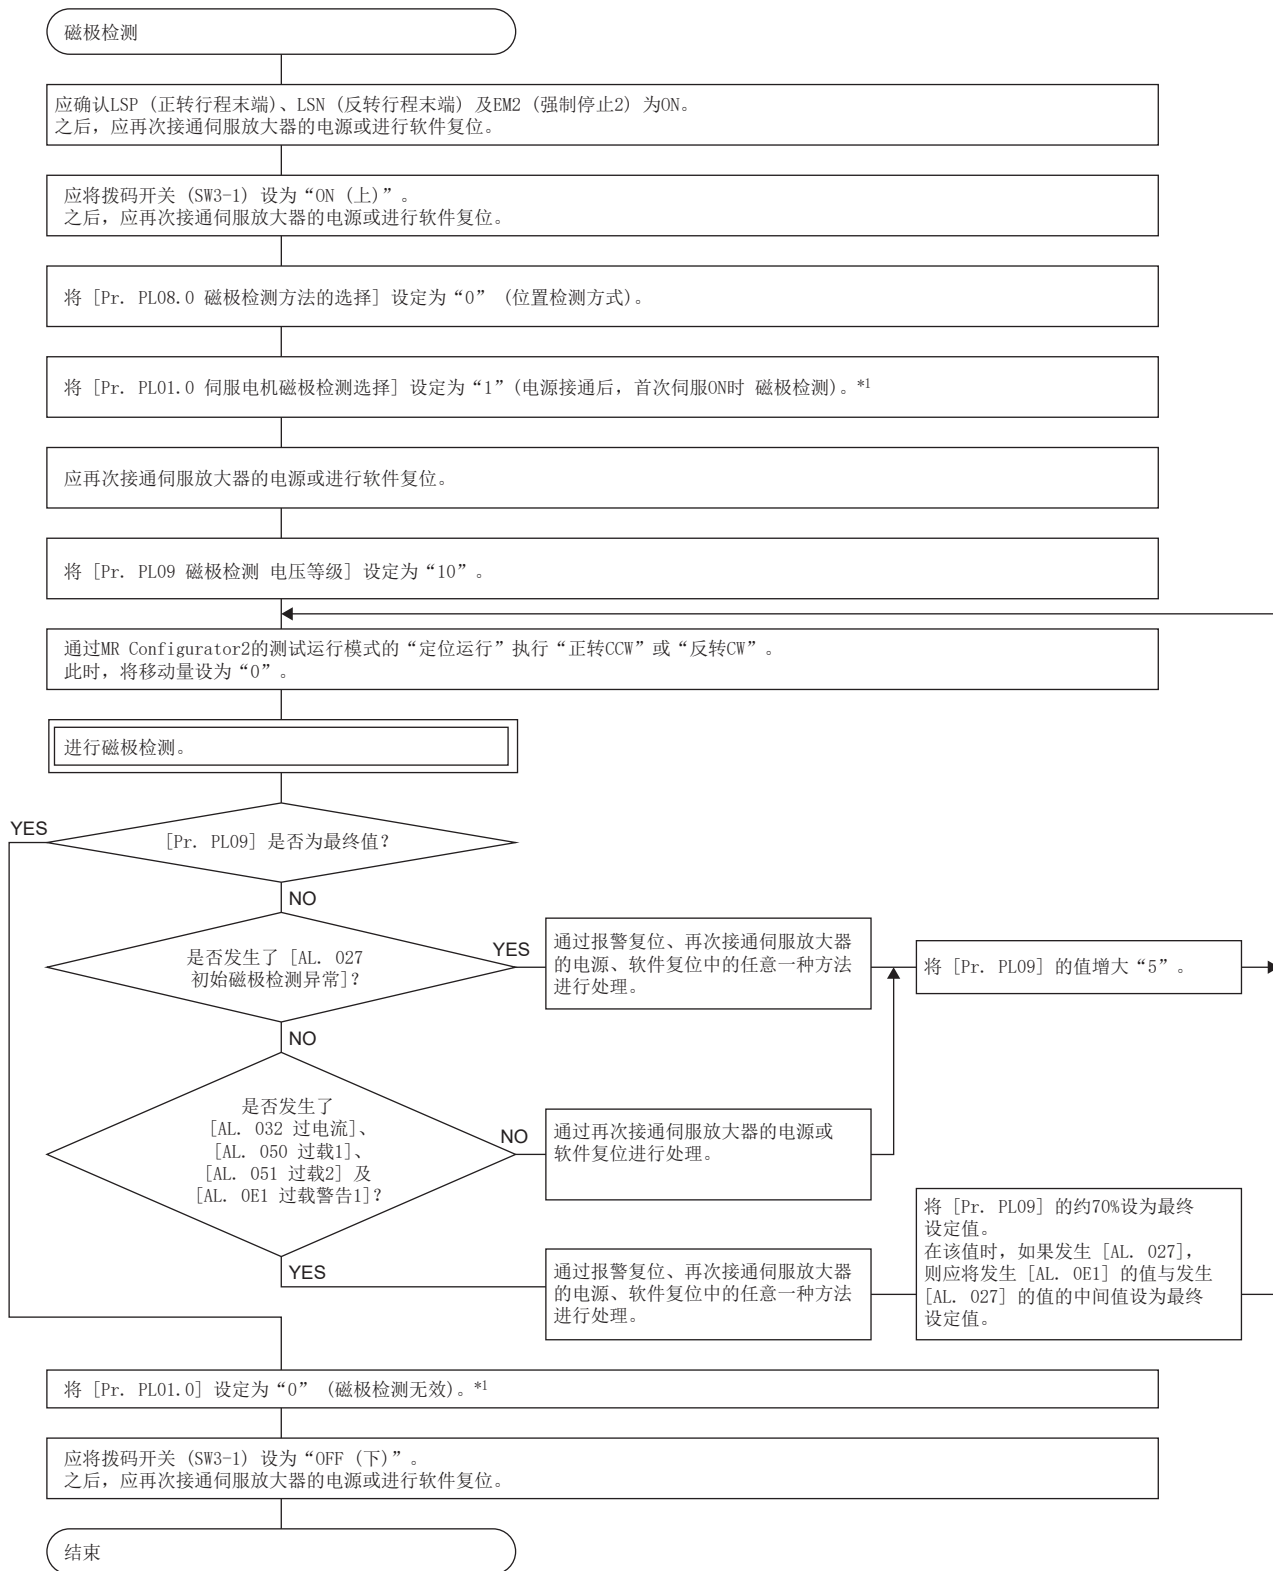 磁极检测
应确认LSP (正转行程末端)、LSN (反转行程末端) 及EM2 (强制停止2) 为ON。
之后，应再次接通伺服放大器的电源或进行软件复位。
应将拨码开关 (SW3-1) 设为“ON (上)”。
之后，应再次接通伺服放大器的电源或进行软件复位。
将 [Pr. PL08.0 磁极检测方法的选择] 设定为“0” (位置检测方式)。
将 [Pr. PL01.0 伺服电机磁极检测选择] 设定为“1”(电源接通后，首次伺服ON时 磁极检测)。*1
应再次接通伺服放大器的电源或进行软件复位。
将 [Pr. PL09 磁极检测 电压等级] 设定为“10”。
通过MR Configurator2的测试运行模式的“定位运行”执行“正转CCW”或“反转CW”。
此时，将移动量设为“0”。
进行磁极检测。
YES
[Pr. PL09] 是否为最终值?
NO
是否发生了 [AL. 027
初始磁极检测异常]?
YES
通过报警复位、再次接通伺服放大器
的电源、软件复位中的任意一种方法
进行处理。
将 [Pr. PL09] 的值增大“5”。
NO
是否发生了
[AL. 032 过电流]、
[AL. 050 过载1]、
[AL. 051 过载2] 及
[AL. 0E1 过载警告1]?
NO
通过再次接通伺服放大器的电源或
软件复位进行处理。
YES
通过报警复位、再次接通伺服放大器
的电源、软件复位中的任意一种方法
进行处理。
将 [Pr. PL09] 的约70%设为最终
设定值。
在该值时，如果发生 [AL. 027]，
则应将发生 [AL. 0E1] 的值与发生
[AL. 027] 的值的中间值设为最终
设定值。
将 [Pr. PL01.0] 设定为“0” (磁极检测无效)。*1
应将拨码开关 (SW3-1) 设为“OFF (下)”。
之后，应再次接通伺服放大器的电源或进行软件复位。
结束